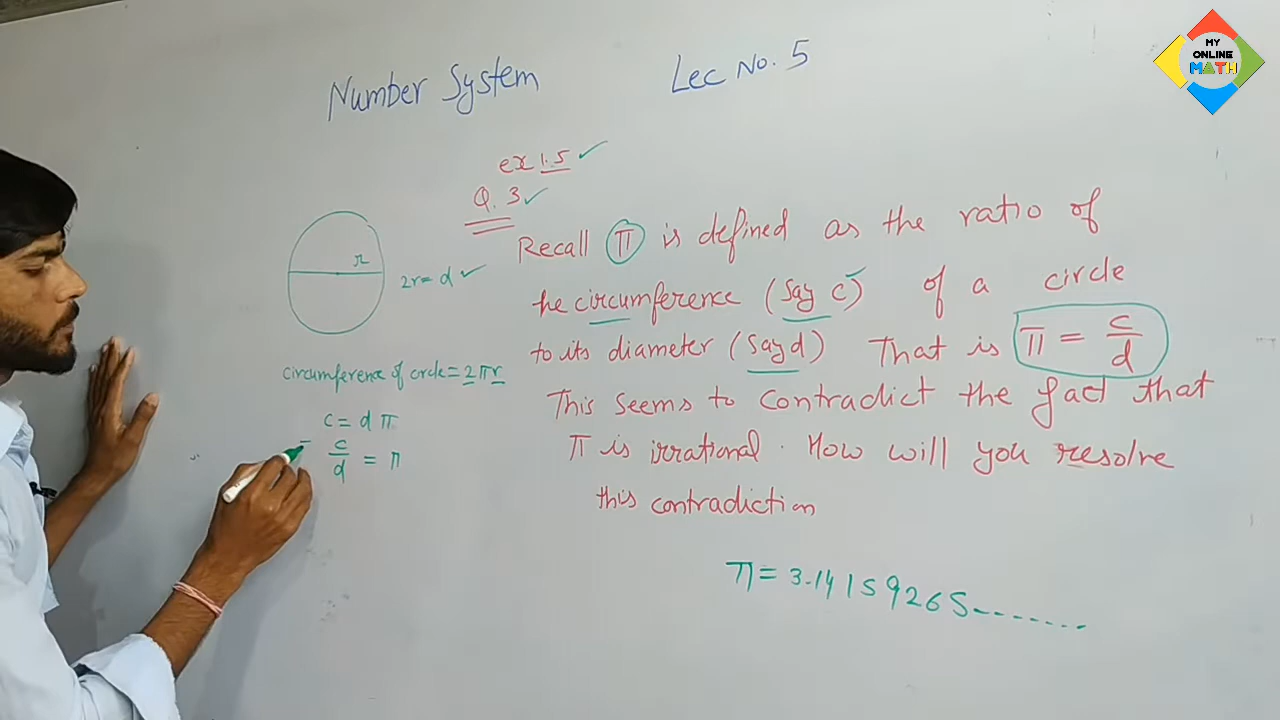 MY
ONLINE
MATH
Number System
Lec No. 5
ex 1.5 ✓
Q. 3 ✓
Recall π is defined as the ratio of
he circumference (Say c) of a circle
to its diameter (Say d) That is π = c/d
This Seems to Contradict the fact that
π is irrational. How will you resolve
this contradiction
π = 3.14159265-------
r
2r = d ✓
circumference of circle = 2πr
c = d π
c/d = π